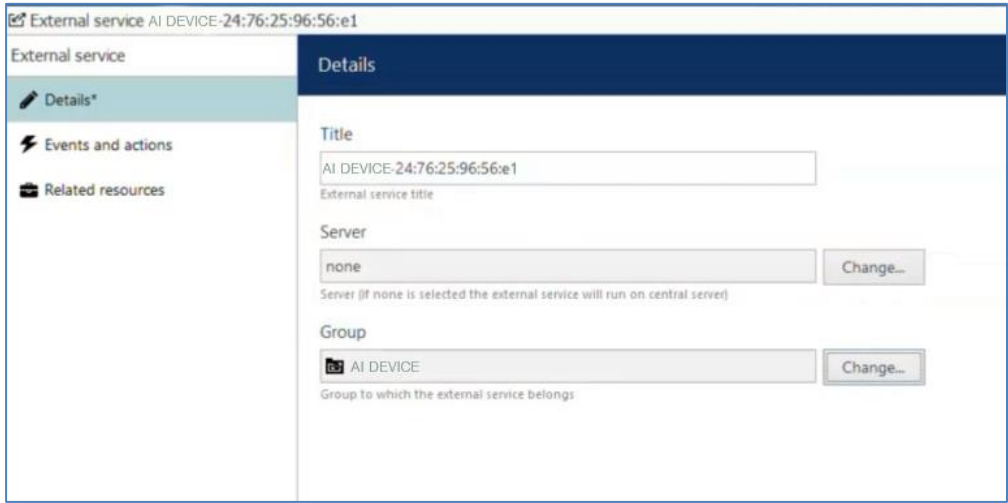 External service AI DEVICE-24:76:25:96:56:e1
External service
Details
Details*
Events and actions
Related resources
Title
AI DEVICE-24:76:25:96:56:e1
External service title
Server
none
Change...
Server (if none is selected the external service will run on central server)
Group
AI DEVICE
Change...
Group to which the external service belongs